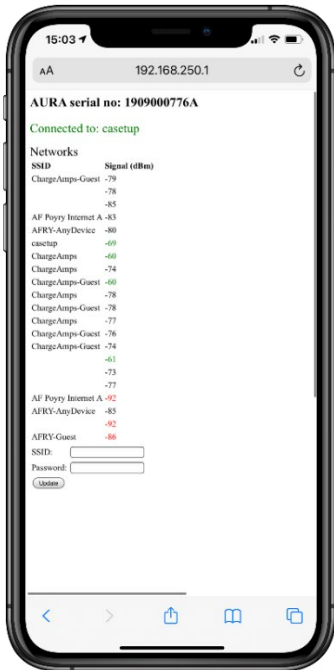 15:03
AA 192.168.250.1
AURA serial no: 1909000776A
Connected to: casetup
Networks
SSID Signal (dBm)
ChargeAmps-Guest -79
-78
-85
AF Poyry Internet A -83
AFRY-AnyDevice -80
casetup -69
ChargeAmps -60
ChargeAmps -74
ChargeAmps-Guest -60
ChargeAmps -78
ChargeAmps-Guest -78
ChargeAmps -77
ChargeAmps-Guest -76
ChargeAmps-Guest -74
-61
-73
-77
AF Poyry Internet A -92
AFRY-AnyDevice -85
-92
AFRY-Guest -86
SSID:
Password:
Update